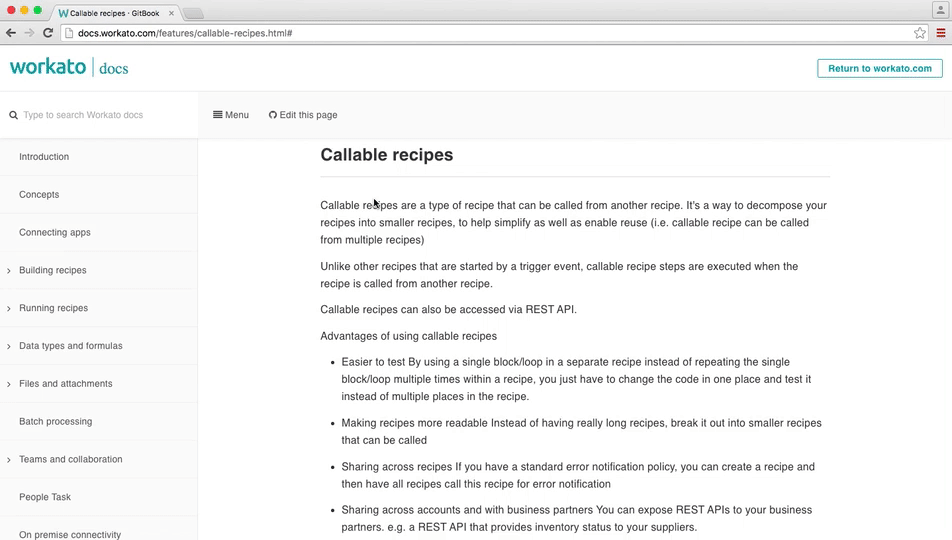 Callable recipes · GitBook
docs.workato.com/features/callable-recipes.html#
workato | docs
Return to workato.com
Type to search Workato docs
Menu
Edit this page
Introduction
Concepts
Connecting apps
Building recipes
Running recipes
Data types and formulas
Files and attachments
Batch processing
Teams and collaboration
People Task
On premise connectivity
Callable recipes
Callable recipes are a type of recipe that can be called from another recipe. It's a way to decompose your
recipes into smaller recipes, to help simplify as well as enable reuse (i.e. callable recipe can be called
from multiple recipes)
Unlike other recipes that are started by a trigger event, callable recipe steps are executed when the
recipe is called from another recipe.
Callable recipes can also be accessed via REST API.
Advantages of using callable recipes
• Easier to test By using a single block/loop in a separate recipe instead of repeating the single
block/loop multiple times within a recipe, you just have to change the code in one place and test it
instead of multiple places in the recipe.
• Making recipes more readable Instead of having really long recipes, break it out into smaller recipes
that can be called
• Sharing across recipes If you have a standard error notification policy, you can create a recipe and
then have all recipes call this recipe for error notification
• Sharing across accounts and with business partners You can expose REST APIs to your business
partners. e.g. a REST API that provides inventory status to your suppliers.